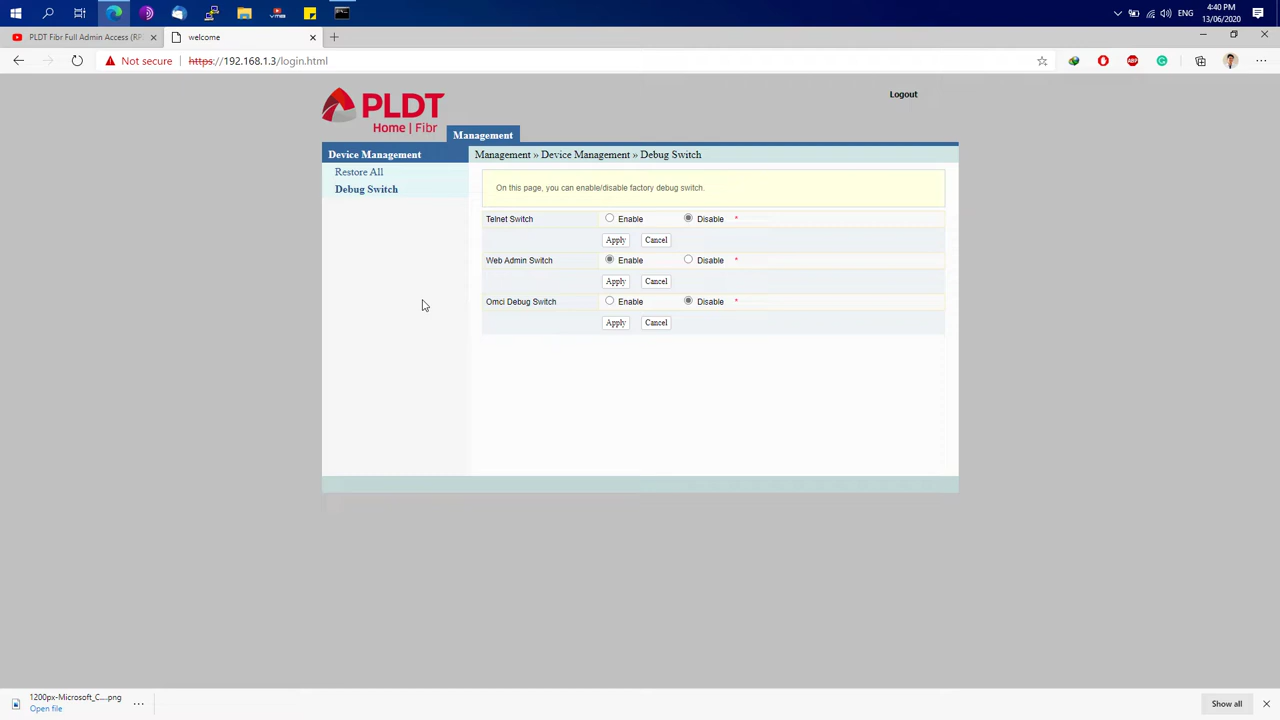 ENG
4:40 PM
13/06/2020
PLDT Fibr Full Admin Access (RP
welcome
Not secure
https://192.168.1.3/login.html
PLDT
Home | Fibr
Logout
Management
Device Management
Restore All
Debug Switch
Management » Device Management » Debug Switch
On this page, you can enable/disable factory debug switch.
Telnet Switch Enable Disable *
Apply Cancel
Web Admin Switch Enable Disable *
Apply Cancel
Omci Debug Switch Enable Disable *
Apply Cancel
1200px-Microsoft_C....png
Open file
Show all